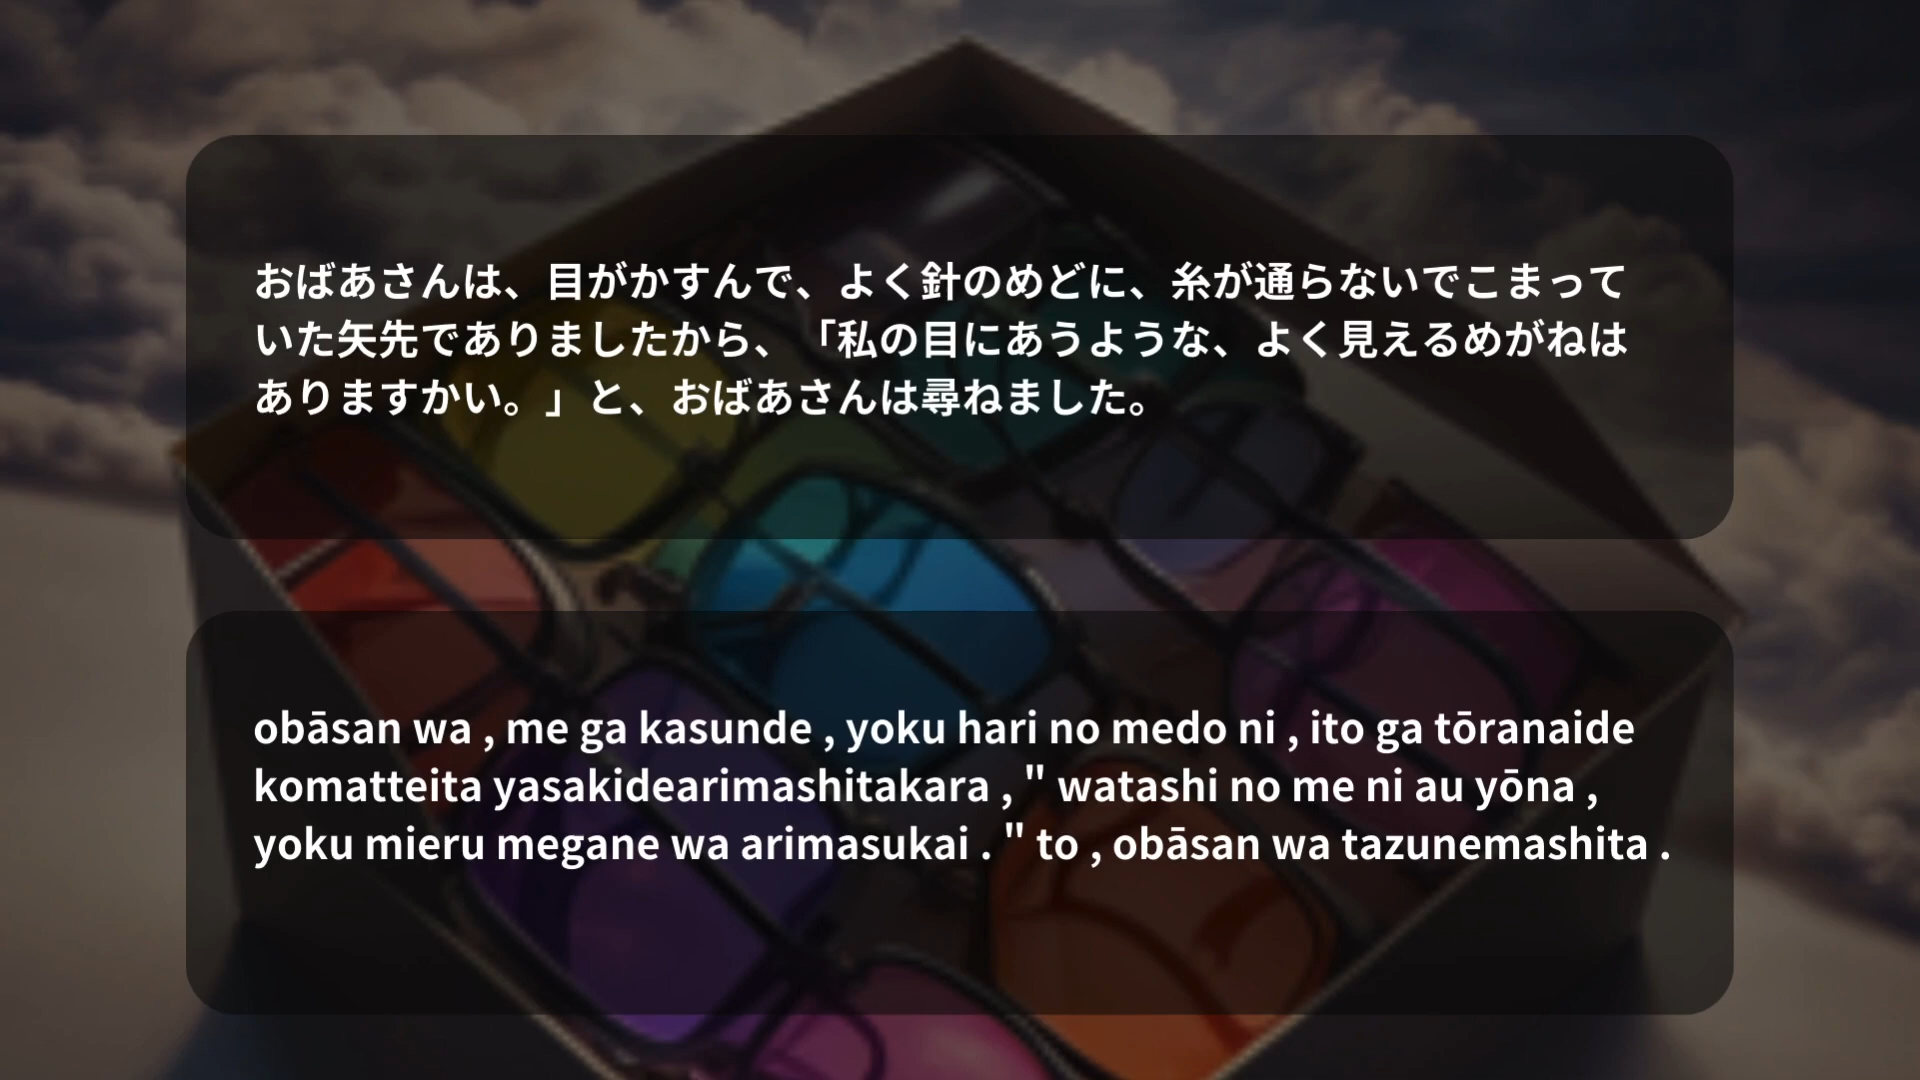 おばあさんは、目がかすんで、よく針のめどに、糸が通らないでこまって
いた矢先でありましたから、「私の目にあうような、よく見えるめがねは
ありますかい。」と、おばあさんは尋ねました。
obāsan wa , me ga kasunde , yoku hari no medo ni , ito ga tōranaide
komatteita yasakidearimashitakara , " watashi no me ni au yōna ,
yoku mieru megane wa arimasukai . " to , obāsan wa tazunemashita .